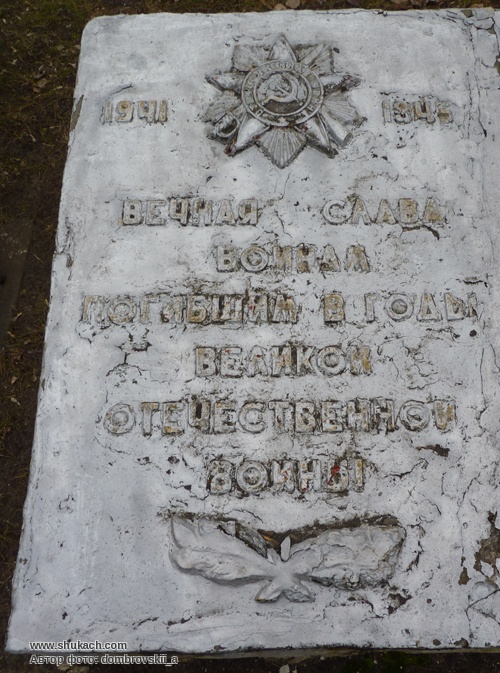 1941 1945
ВЕЧНАЯ СЛАВА
ВОИНАМ
ПОГИБШИМ В ГОДЫ
ВЕЛИКОЙ
ОТЕЧЕСТВЕННОЙ
ВОЙНЫ
www.shukach.com
Автор фото: dombrovskii_a